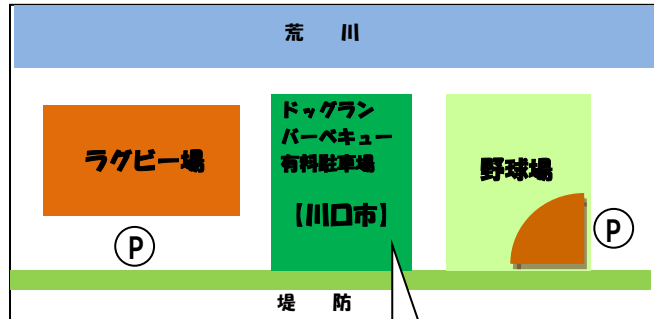 荒　川
ラグビー場
ドッグラン
バーベキュー
有料駐車場
【川口市】
野球場
P
P
堤　防